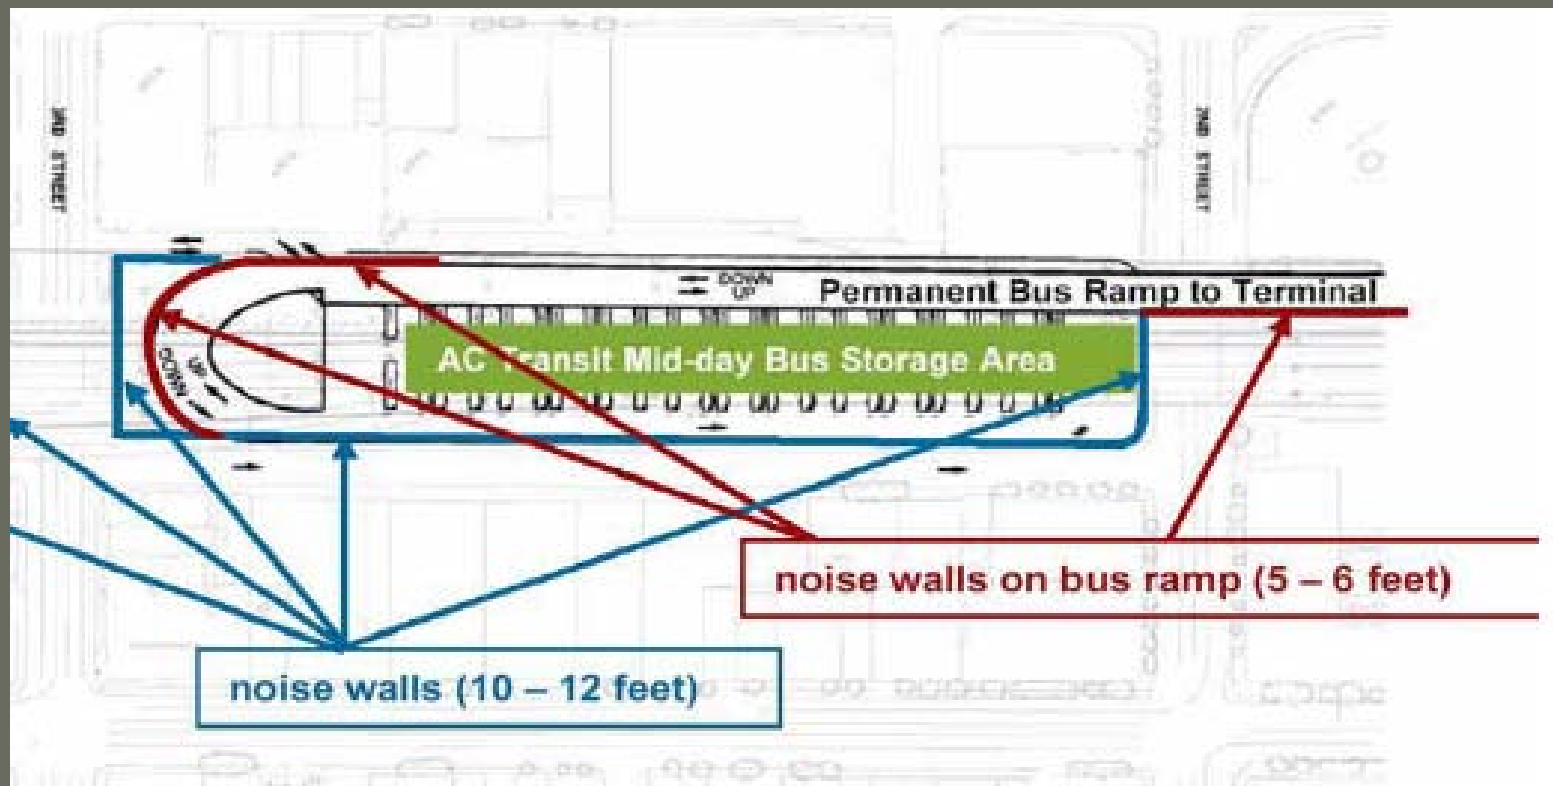 3RD STREET
2ND STREET
DOWN
UP
Permanent Bus Ramp to Terminal
AC Transit Mid-day Bus Storage Area
UP
DOWN
noise walls on bus ramp (5 – 6 feet)
noise walls (10 – 12 feet)